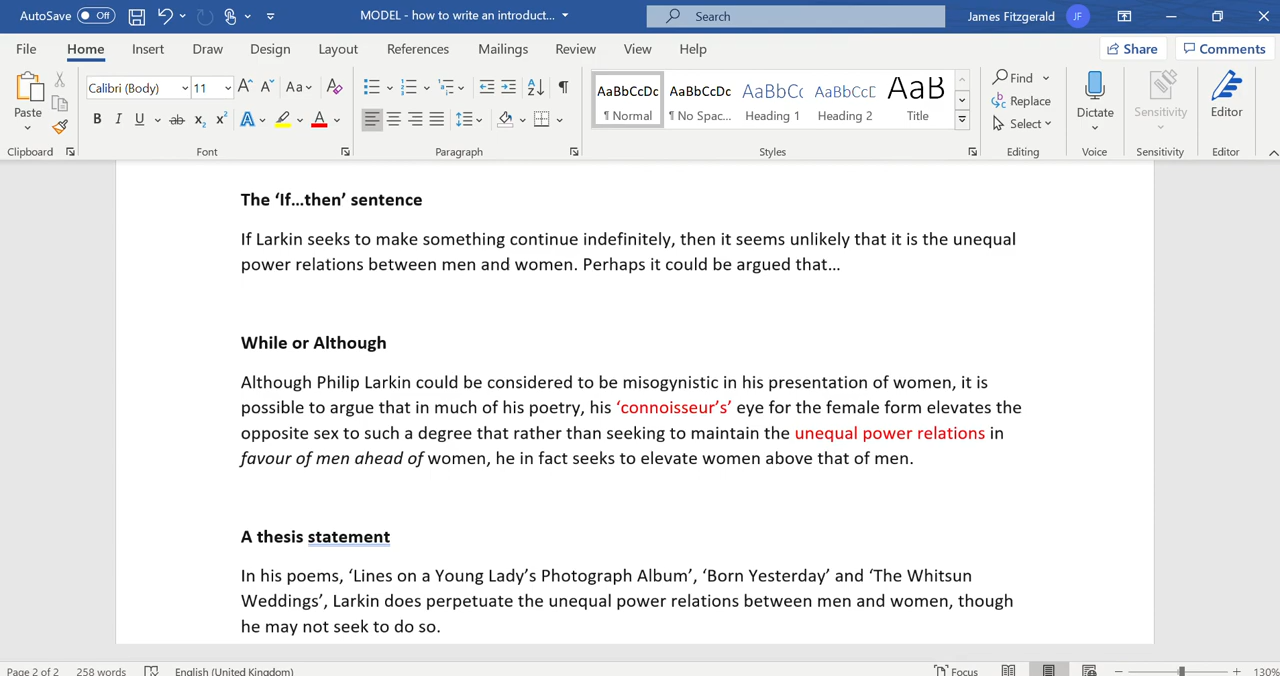 AutoSave Off MODEL - how to write an introduct... Search James Fitzgerald JF
File Home Insert Draw Design Layout References Mailings Review View Help Share Comments
Calibri (Body) 11 A A Aa A
Paste B I U ab x2 x2 A A
AaBbCcDc AaBbCcDc AaBbCc AaBbCcD AaB
¶ Normal ¶ No Spac... Heading 1 Heading 2 Title
Find Replace Select Dictate Sensitivity Editor
Clipboard Font Paragraph Styles Editing Voice Sensitivity Editor
The ‘If…then’ sentence
If Larkin seeks to make something continue indefinitely, then it seems unlikely that it is the unequal
power relations between men and women. Perhaps it could be argued that…
While or Although
Although Philip Larkin could be considered to be misogynistic in his presentation of women, it is
possible to argue that in much of his poetry, his ‘connoisseur’s’ eye for the female form elevates the
opposite sex to such a degree that rather than seeking to maintain the unequal power relations in
favour of men ahead of women, he in fact seeks to elevate women above that of men.
A thesis statement
In his poems, ‘Lines on a Young Lady’s Photograph Album’, ‘Born Yesterday’ and ‘The Whitsun
Weddings’, Larkin does perpetuate the unequal power relations between men and women, though
he may not seek to do so.
Page 2 of 2 258 words English (United Kingdom) Focus 130%